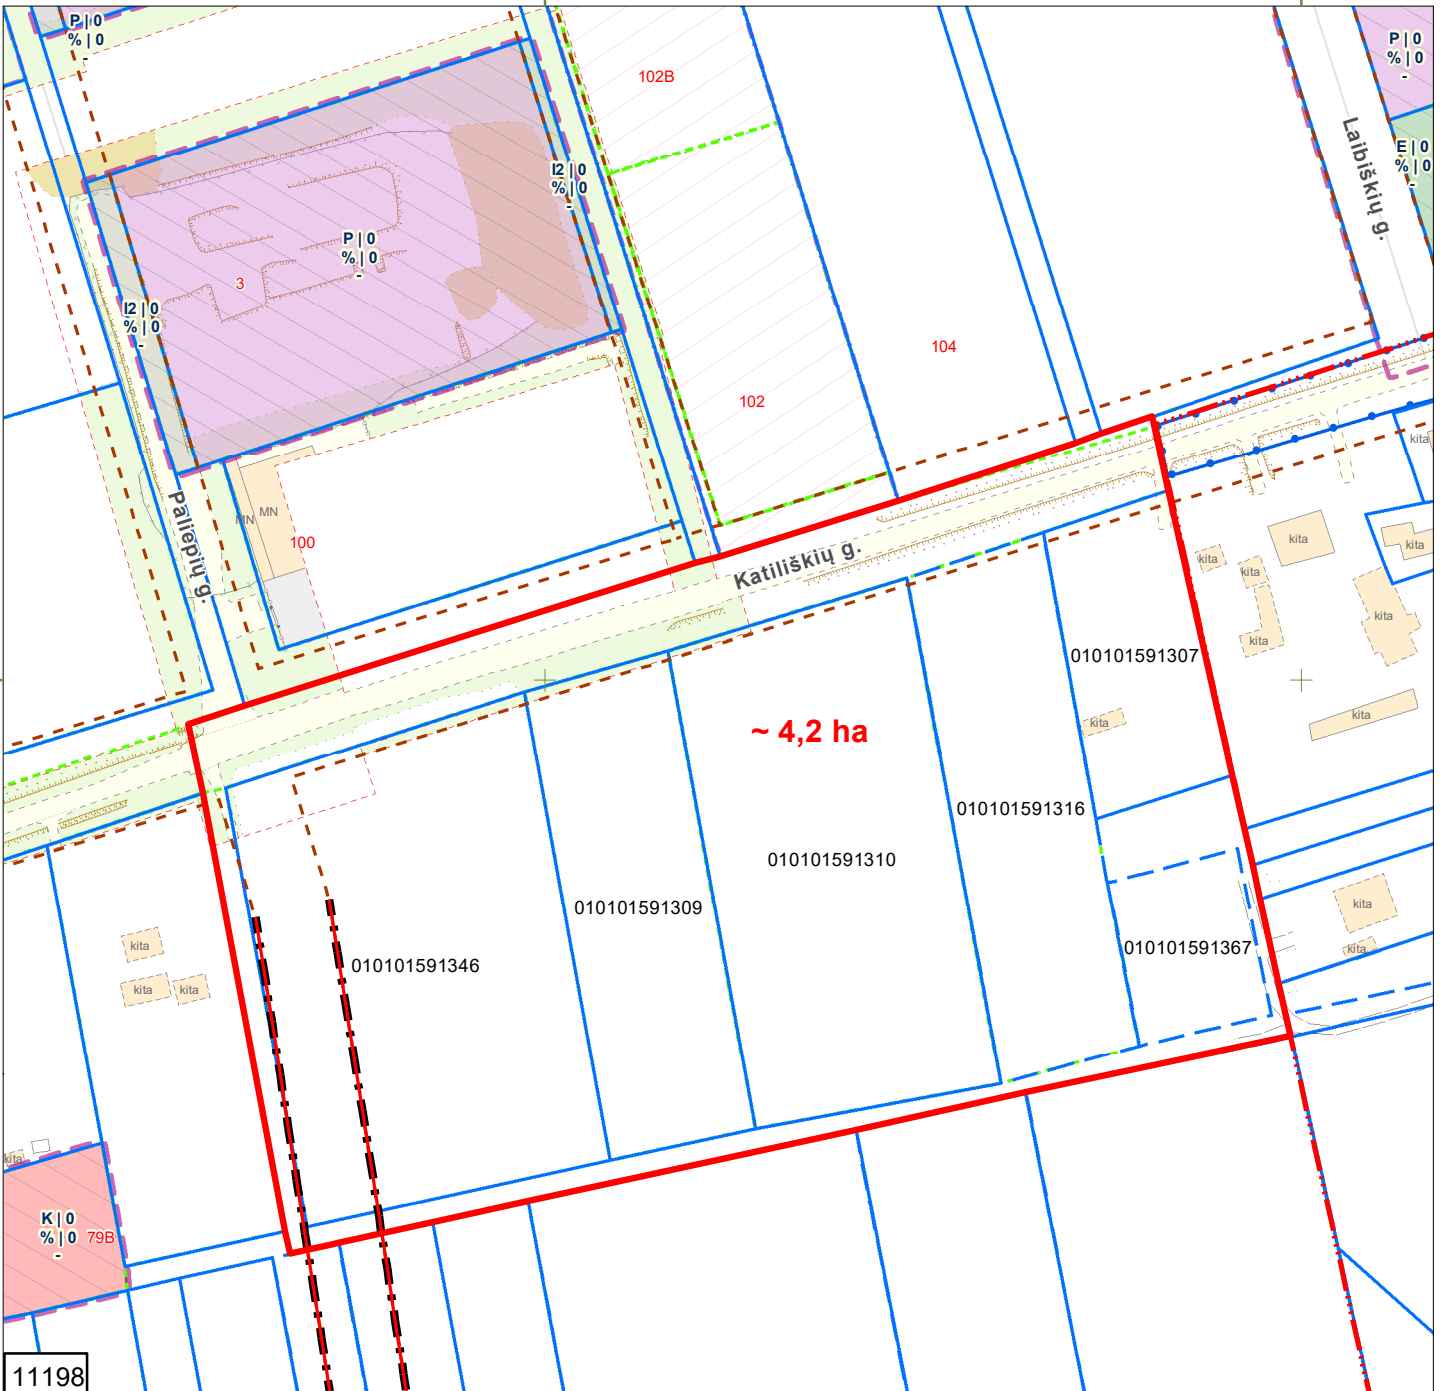 P | 0
% | 0
-
102B
P | 0
% | 0
-
Laibiškių g.
E | 0
% | 0
-
I2 | 0
% | 0
-
P | 0
% | 0
-
3
I2 | 0
% | 0
-
104
102
kita
MN
MN
100
Paliepių g.
Katiliškių g.
kita
kita
kita
kita
kita
kita
kita
010101591307
kita
kita
~ 4,2 ha
010101591316
010101591310
010101591309
kita
kita
010101591367
kita
010101591346
kita
kita
kita
K | 0
% | 0
-
79B
11198